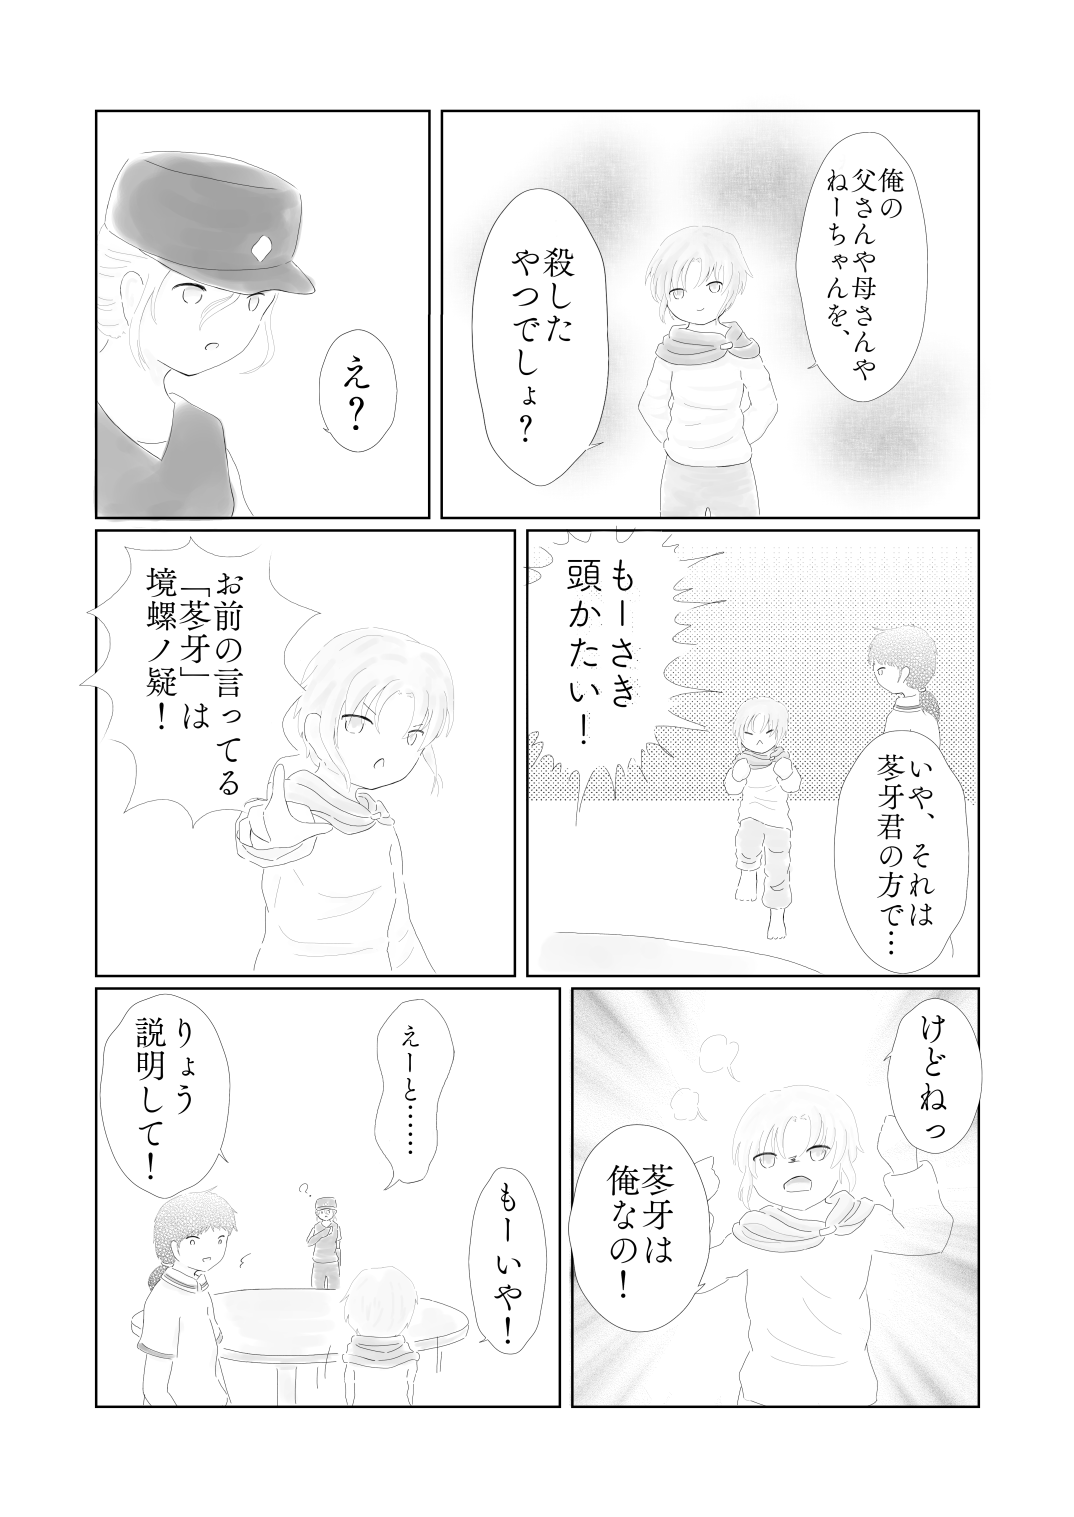 俺の
父さんや母さんや
ねーちゃんを、
殺した
やつでしょ？
え？
いや、それは
苳牙君の方で…
もーさき
頭かたい！
お前の言ってる
「苳牙」は
境螺ノ疑！
けどねっ
苳牙は
俺なの！
もーいや！
えーと……
りょう
説明して！